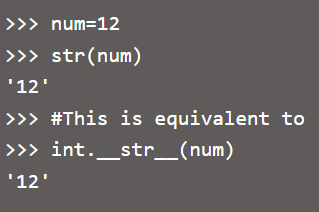 >>> num=12
>>> str(num)
'12'
>>> #This is equivalent to
>>> int.__str__(num)
'12'